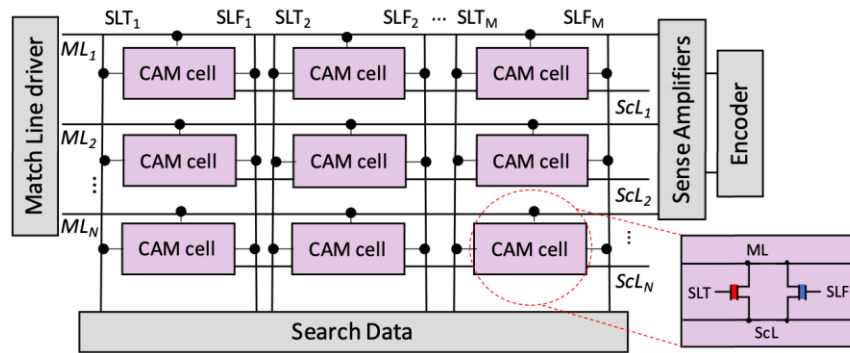 SLT1 SLF1 SLT2 SLF2 ... SLTM SLFM
Match Line driver
ML1
CAM cell CAM cell CAM cell
ScL1
ML2
CAM cell CAM cell CAM cell
ScL2
...
MLN
CAM cell CAM cell CAM cell
...
ScLN
Sense Amplifiers
Encoder
Search Data
ML
SLT SLF
ScL